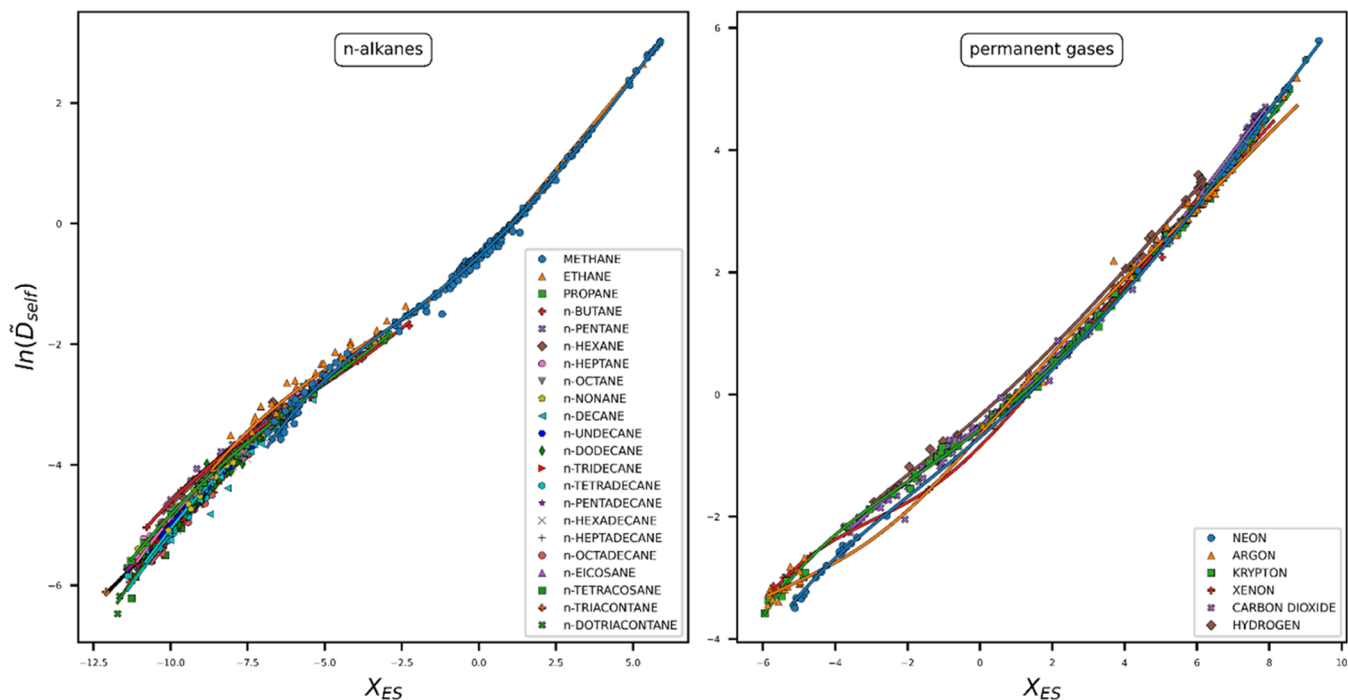 n-alkanes
ln(D̃self)
2
0
−2
−4
−6
METHANE
ETHANE
PROPANE
n-BUTANE
n-PENTANE
n-HEXANE
n-HEPTANE
n-OCTANE
n-NONANE
n-DECANE
n-UNDECANE
n-DODECANE
n-TRIDECANE
n-TETRADECANE
n-PENTADECANE
n-HEXADECANE
n-HEPTADECANE
n-OCTADECANE
n-EICOSANE
n-TETRACOSANE
n-TRIACONTANE
n-DOTRIACONTANE
−12.5 −10.0 −7.5 −5.0 −2.5 0.0 2.5 5.0
XES
permanent gases
6
4
2
0
−2
−4
NEON
ARGON
KRYPTON
XENON
CARBON DIOXIDE
HYDROGEN
−6 −4 −2 0 2 4 6 8 10
XES